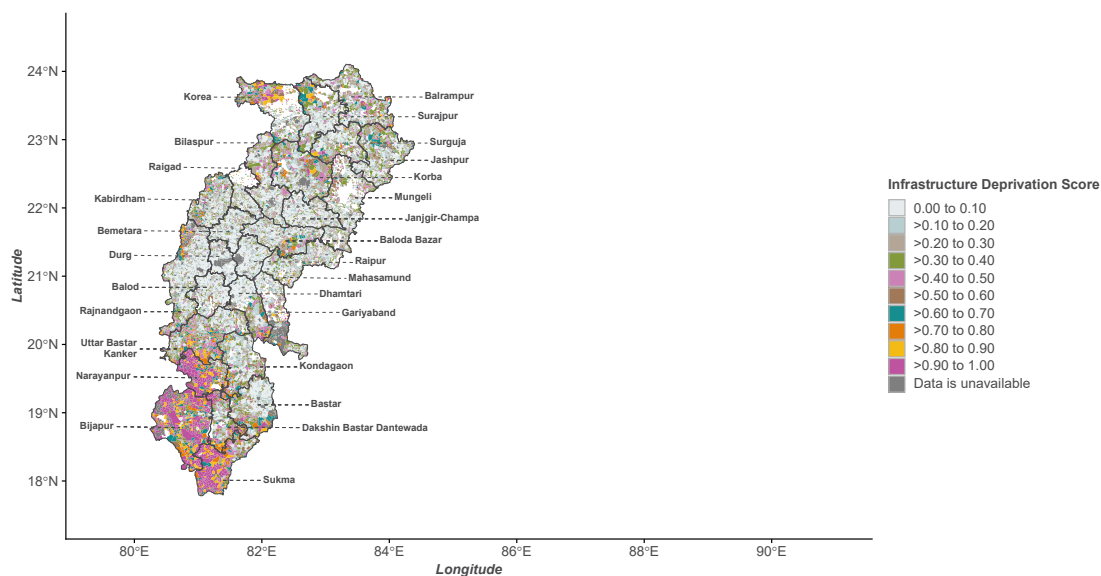 24°N
23°N
22°N
21°N
20°N
19°N
18°N
Latitude
Korea
Bilaspur
Raigad
Kabirdham
Bemetara
Durg
Balod
Rajnandgaon
Uttar Bastar
Kanker
Narayanpur
Bijapur
Balrampur
Surajpur
Surguja
Jashpur
Korba
Mungeli
Janjgir-Champa
Baloda Bazar
Raipur
Mahasamund
Dhamtari
Gariyaband
Kondagaon
Bastar
Dakshin Bastar Dantewada
Sukma
80°E
82°E
84°E
86°E
88°E
90°E
Longitude
Infrastructure Deprivation Score
0.00 to 0.10
>0.10 to 0.20
>0.20 to 0.30
>0.30 to 0.40
>0.40 to 0.50
>0.50 to 0.60
>0.60 to 0.70
>0.70 to 0.80
>0.80 to 0.90
>0.90 to 1.00
Data is unavailable